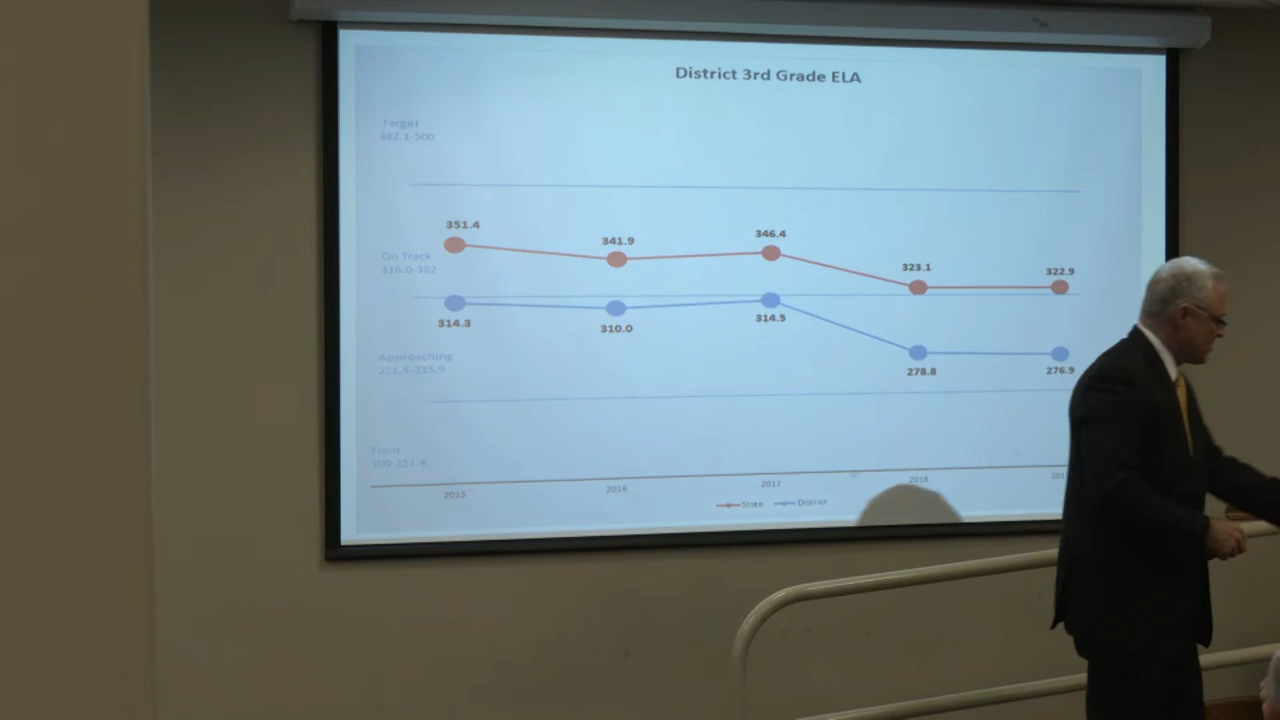 District 3rd Grade ELA
Target
382.1-500
351.4
341.9
346.4
323.1
322.9
On Track
316.0-382
314.3
310.0
314.5
278.8
276.9
Approaching
251.5-315.9
Floor
100-251.4
2015
2016
2017
2018
State
District